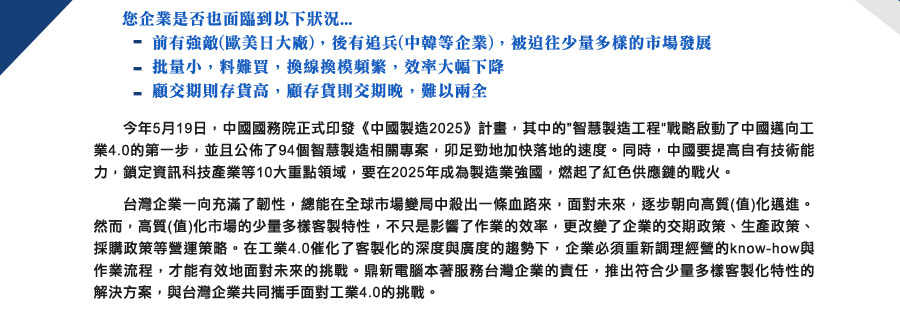 您企業是否也面臨到以下狀況...
- 前有強敵(歐美日大廠)，後有追兵(中韓等企業)，被迫往少量多樣的市場發展
- 批量小，料難買，換線換模頻繁，效率大幅下降
- 顧交期則存貨高，顧存貨則交期晚，難以兩全
今年5月19日，中國國務院正式印發《中國製造2025》計畫，其中的"智慧製造工程"戰略啟動了中國邁向工
業4.0的第一步，並且公佈了94個智慧製造相關專案，卯足勁地加快落地的速度。同時，中國要提高自有技術能
力，鎖定資訊科技產業等10大重點領域，要在2025年成為製造業強國，燃起了紅色供應鏈的戰火。
台灣企業一向充滿了韌性，總能在全球市場變局中殺出一條血路來，面對未來，逐步朝向高質(值)化邁進。
然而，高質(值)化市場的少量多樣客製特性，不只是影響了作業的效率，更改變了企業的交期政策、生產政策、
採購政策等營運策略。在工業4.0催化了客製化的深度與廣度的趨勢下，企業必須重新調理經營的know-how與
作業流程，才能有效地面對未來的挑戰。鼎新電腦本著服務台灣企業的責任，推出符合少量多樣客製化特性的
解決方案，與台灣企業共同攜手面對工業4.0的挑戰。